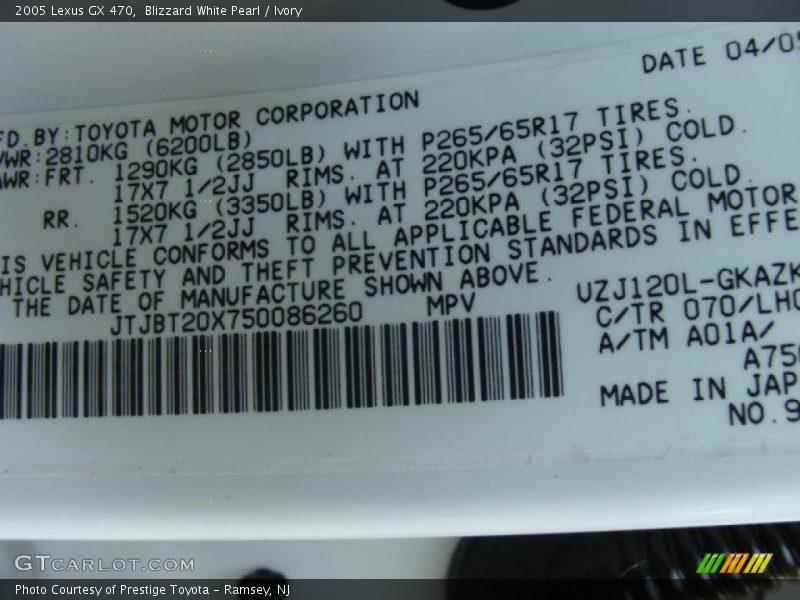 2005 Lexus GX 470, Blizzard White Pearl / Ivory
DATE 04/0
FD.BY:TOYOTA MOTOR CORPORATION
VWR:2810KG (6200LB)
AWR:FRT. 1290KG (2850LB) WITH P265/65R17 TIRES.
17X7 1/2JJ RIMS. AT 220KPA (32PSI) COLD.
RR. 1520KG (3350LB) WITH P265/65R17 TIRES.
17X7 1/2JJ RIMS. AT 220KPA (32PSI) COLD.
IS VEHICLE CONFORMS TO ALL APPLICABLE FEDERAL MOTOR
HICLE SAFETY AND THEFT PREVENTION STANDARDS IN EFFE
THE DATE OF MANUFACTURE SHOWN ABOVE.
JTJBT20X750086260 MPV
UZJ120L-GKAZK
C/TR 070/LH0
A/TM A01A/
A750
MADE IN JAP
NO.9
GTCARLOT.COM
Photo Courtesy of Prestige Toyota - Ramsey, NJ